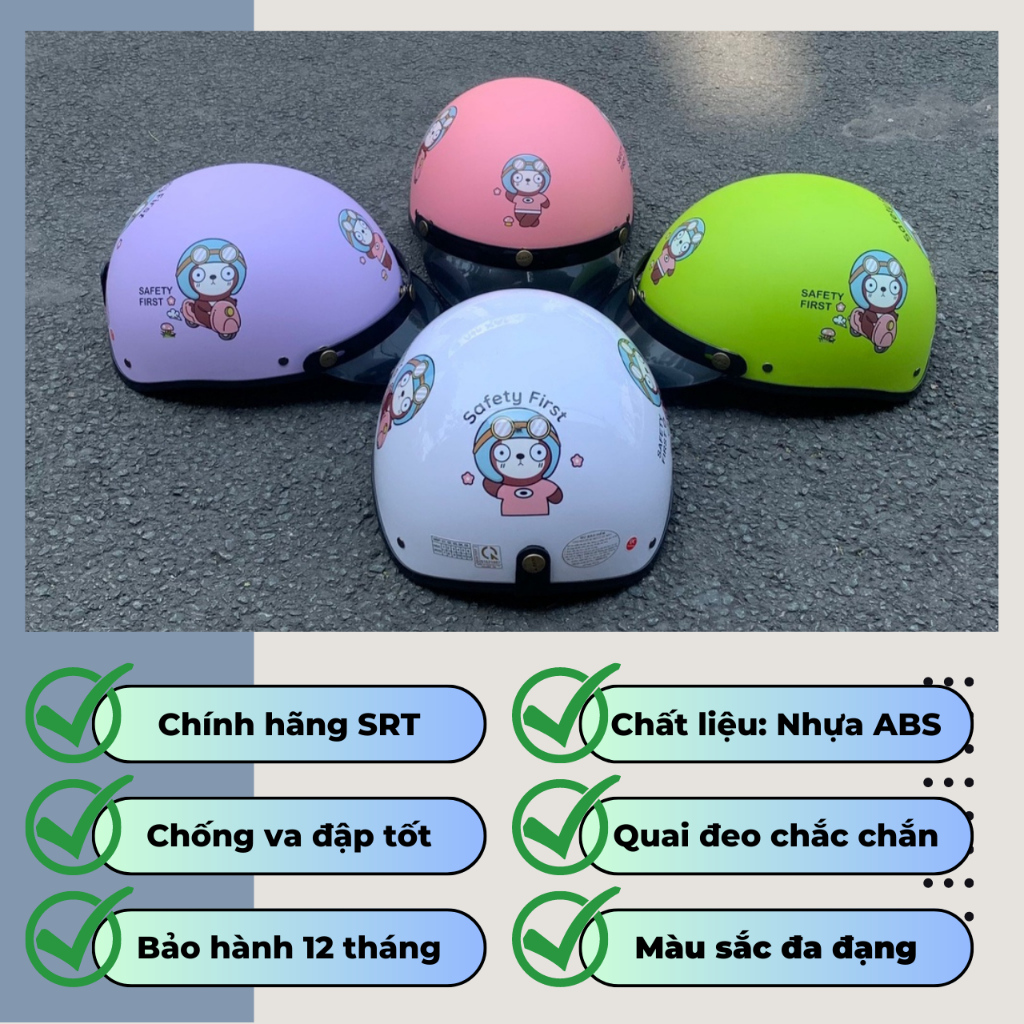 SAFETY
FIRST
SAFETY
FIRST
Safety First
Chính hãng SRT
Chất liệu: Nhựa ABS
Chống va đập tốt
Quai đeo chắc chắn
Bảo hành 12 tháng
Màu sắc đa đạng